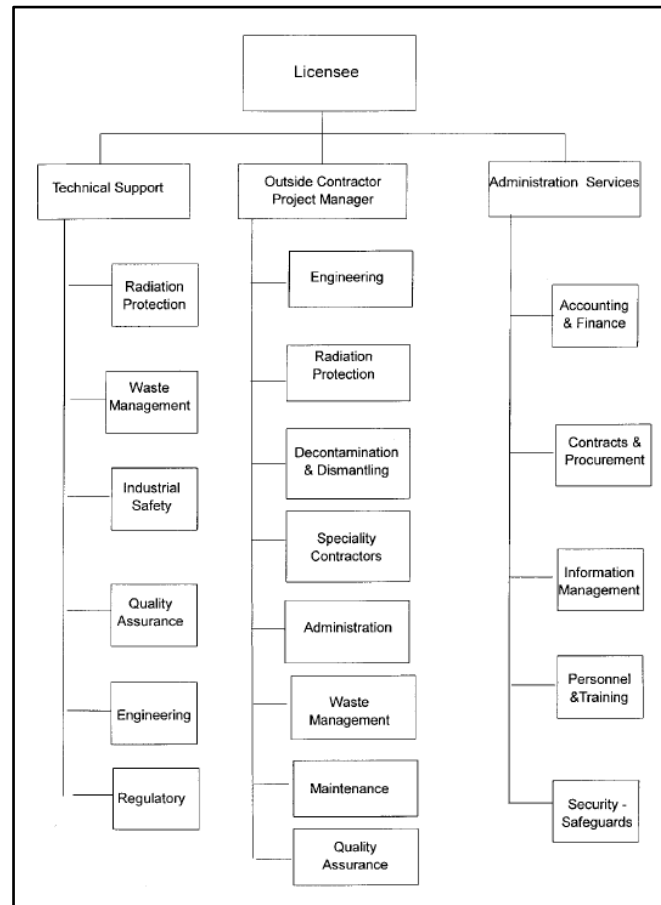 Licensee
Technical Support
Outside Contractor
Project Manager
Administration Services
Radiation
Protection
Waste
Management
Industrial
Safety
Quality
Assurance
Engineering
Regulatory
Engineering
Radiation
Protection
Decontamination
& Dismantling
Speciality
Contractors
Administration
Waste
Management
Maintenance
Quality
Assurance
Accounting
& Finance
Contracts &
Procurement
Information
Management
Personnel
&Training
Security -
Safeguards